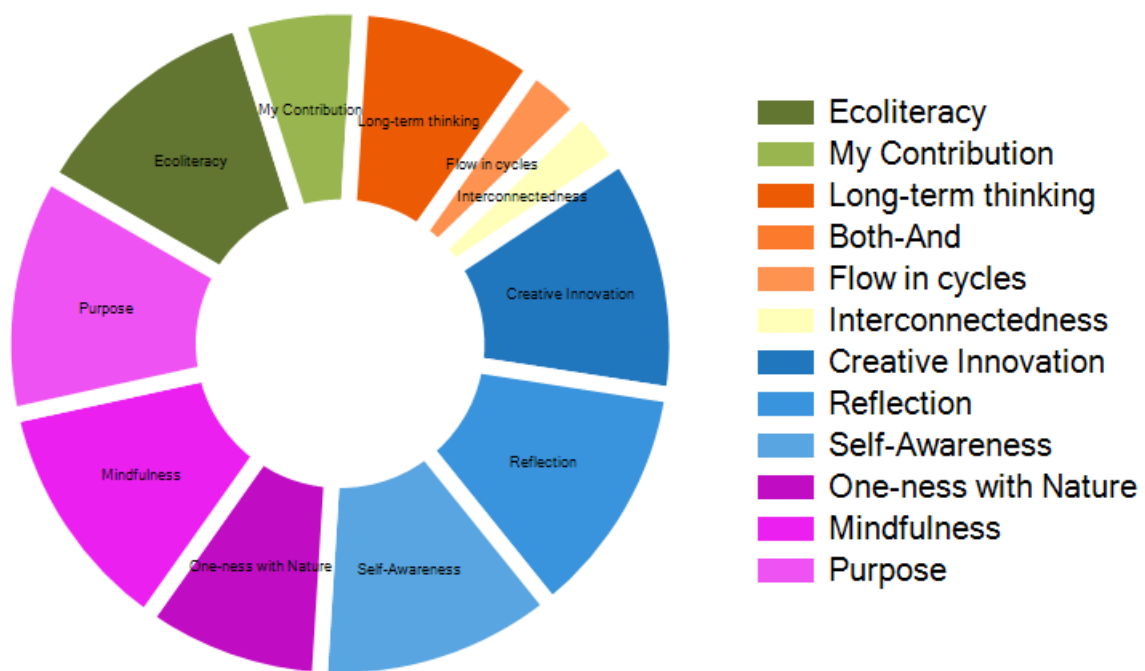 My Contribution
Long-term thinking
Ecoliteracy
Flow in cycles
Interconnectedness
Creative Innovation
Purpose
Reflection
Mindfulness
One-ness with Nature
Self-Awareness
Ecoliteracy
My Contribution
Long-term thinking
Both-And
Flow in cycles
Interconnectedness
Creative Innovation
Reflection
Self-Awareness
One-ness with Nature
Mindfulness
Purpose